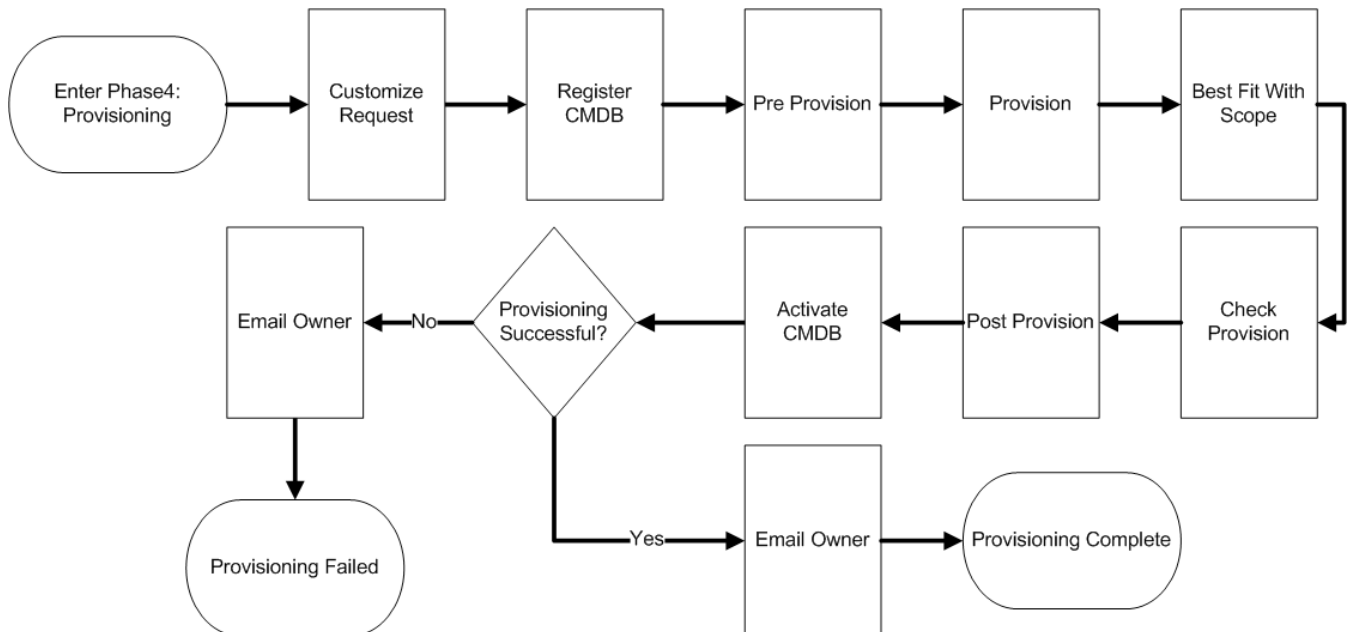 Enter Phase4:
Provisioning
Customize
Request
Register
CMDB
Pre Provision
Provision
Best Fit With
Scope
Email Owner
No
Provisioning
Successful?
Activate
CMDB
Post Provision
Check
Provision
Provisioning Failed
Yes
Email Owner
Provisioning Complete